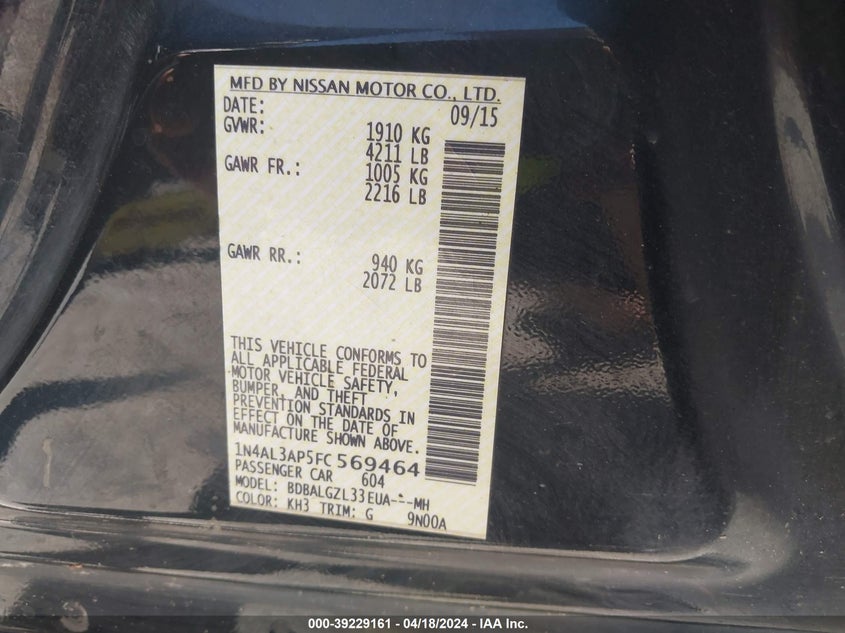 MFD BY NISSAN MOTOR CO., LTD.
DATE: 09/15
GVWR: 1910 KG
4211 LB
GAWR FR.: 1005 KG
2216 LB
GAWR RR.: 940 KG
2072 LB
THIS VEHICLE CONFORMS TO
ALL APPLICABLE FEDERAL
MOTOR VEHICLE SAFETY,
BUMPER, AND THEFT
PREVENTION STANDARDS IN
EFFECT ON THE DATE OF
MANUFACTURE SHOWN ABOVE.
1N4AL3AP5FC 569464
PASSENGER CAR 604
MODEL: BDBALGZL33EUA---MH
COLOR: KH3 TRIM: G 9N00A
000-39229161 - 04/18/2024 - IAA Inc.